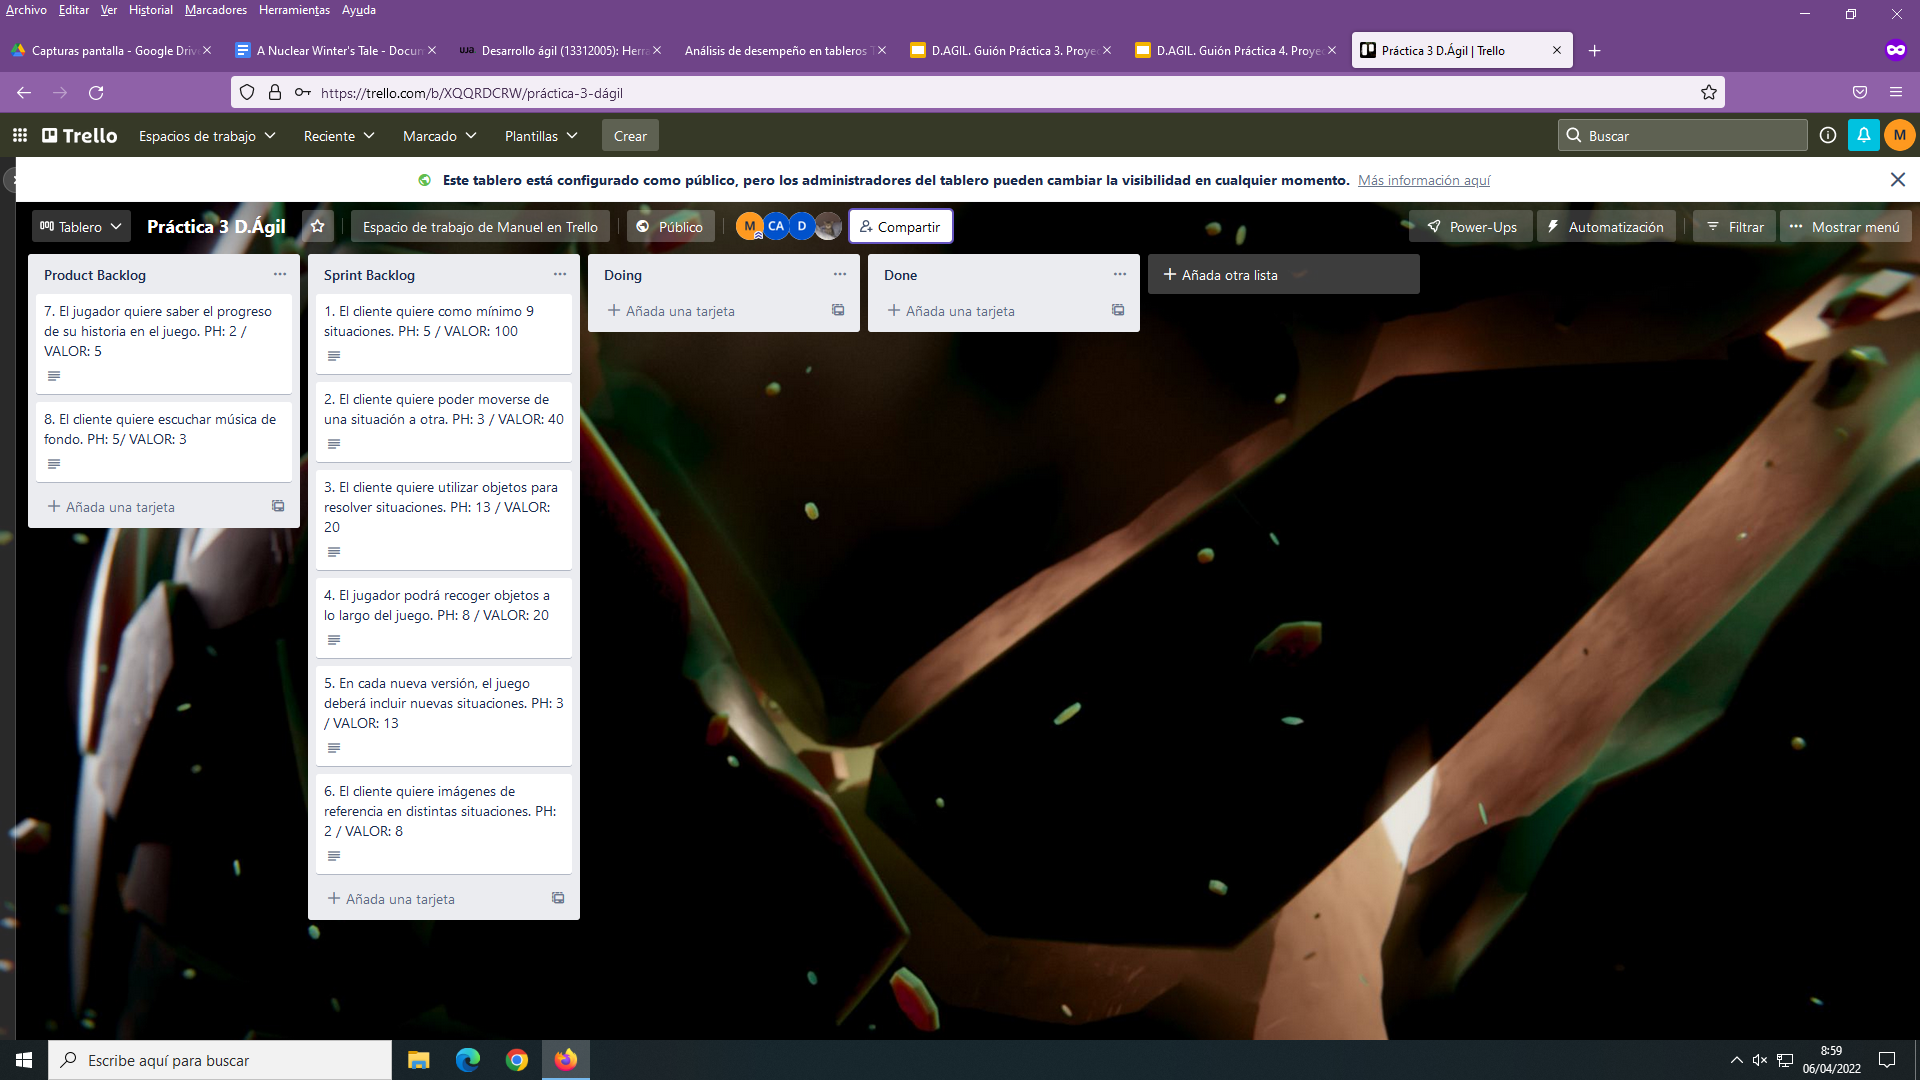 Archivo Editar Ver Historial Marcadores Herramientas Ayuda
Capturas pantalla - Google Drive
A Nuclear Winter's Tale - Docum
uja Desarrollo ágil (13312005): Herra
Análisis de desempeño en tableros T
D.AGIL. Guión Práctica 3. Proyec
D.AGIL. Guión Práctica 4. Proyec
Práctica 3 D.Ágil | Trello
https://trello.com/b/XQQRDCRW/práctica-3-dágil
Trello Espacios de trabajo Reciente Marcado Plantillas Crear Buscar M
Este tablero está configurado como público, pero los administradores del tablero pueden cambiar la visibilidad en cualquier momento. Más información aquí
Tablero Práctica 3 D.Ágil Espacio de trabajo de Manuel en Trello Público M CA D Compartir Power-Ups Automatización Filtrar Mostrar menú
Product Backlog
7. El jugador quiere saber el progreso
de su historia en el juego. PH: 2 /
VALOR: 5
8. El cliente quiere escuchar música de
fondo. PH: 5/ VALOR: 3
Añada una tarjeta
Sprint Backlog
1. El cliente quiere como mínimo 9
situaciones. PH: 5 / VALOR: 100
2. El cliente quiere poder moverse de
una situación a otra. PH: 3 / VALOR: 40
3. El cliente quiere utilizar objetos para
resolver situaciones. PH: 13 / VALOR:
20
4. El jugador podrá recoger objetos a
lo largo del juego. PH: 8 / VALOR: 20
5. En cada nueva versión, el juego
deberá incluir nuevas situaciones. PH: 3
/ VALOR: 13
6. El cliente quiere imágenes de
referencia en distintas situaciones. PH:
2 / VALOR: 8
Añada una tarjeta
Doing
Añada una tarjeta
Done
Añada una tarjeta
Añada otra lista
Escribe aquí para buscar
8:59
06/04/2022